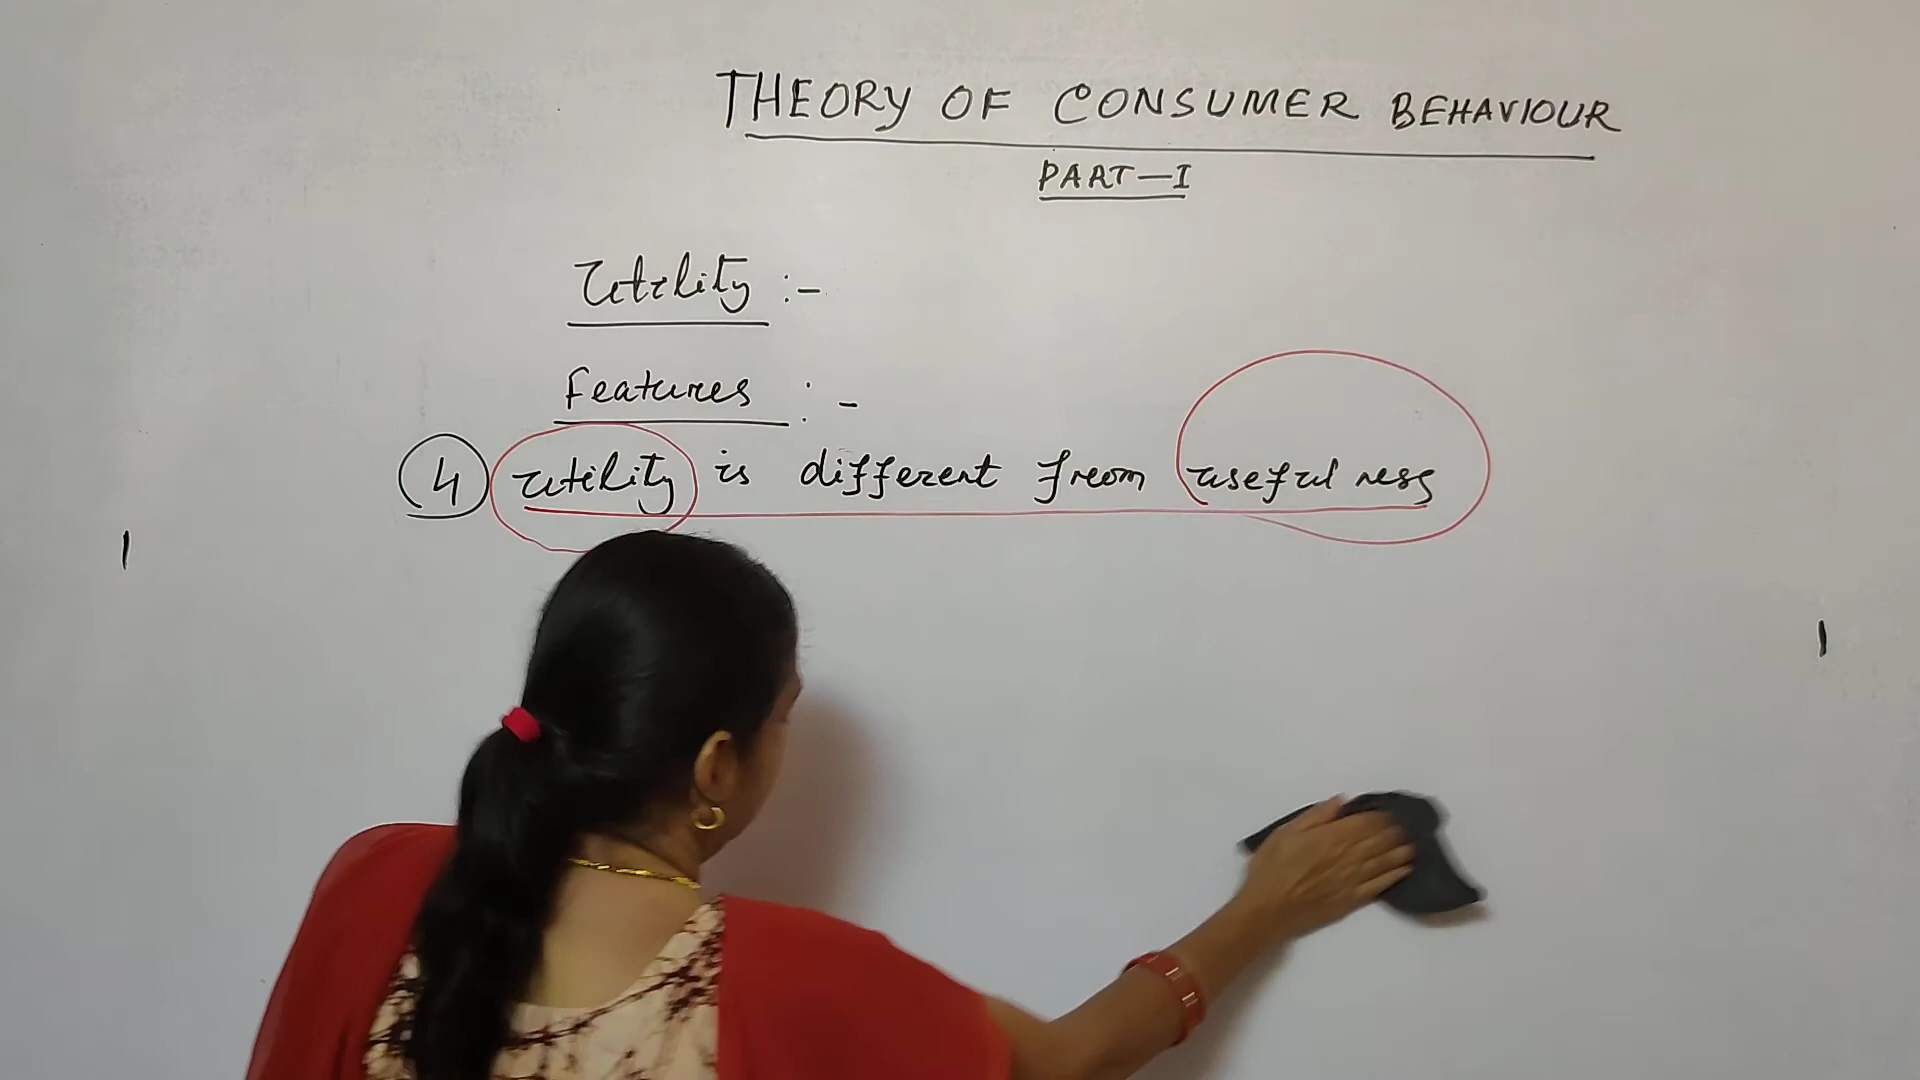 THEORY OF CONSUMER BEHAVIOUR
PART-I
Utility :-
Features :-
4 utility is different from usefulness